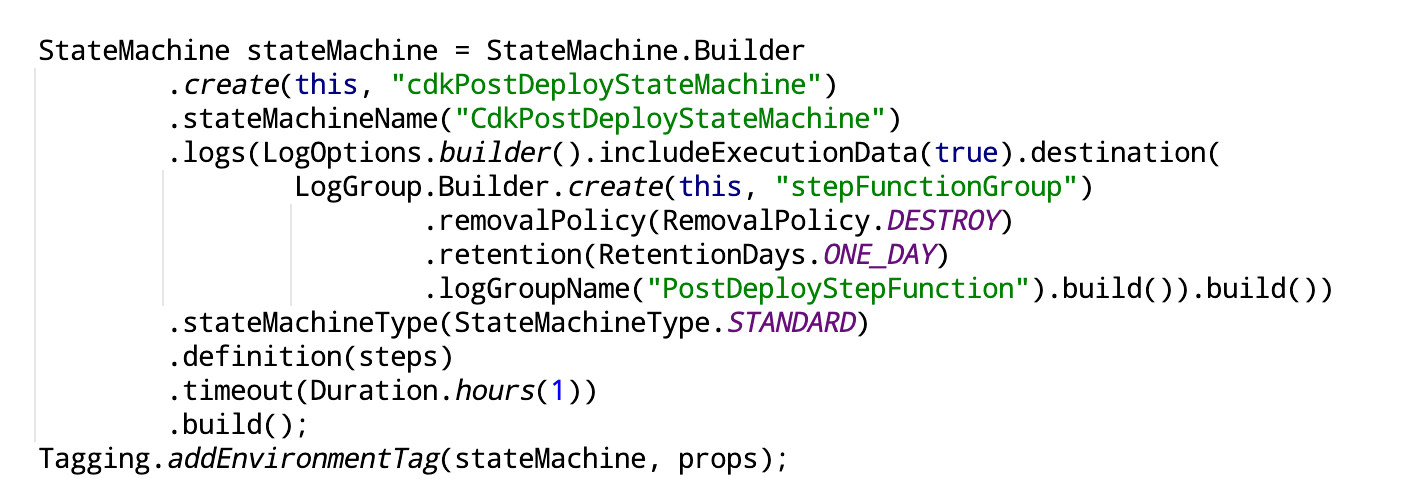 StateMachine stateMachine = StateMachine.Builder
        .create(this, "cdkPostDeployStateMachine")
        .stateMachineName("CdkPostDeployStateMachine")
        .logs(LogOptions.builder().includeExecutionData(true).destination(
                LogGroup.Builder.create(this, "stepFunctionGroup")
                        .removalPolicy(RemovalPolicy.DESTROY)
                        .retention(RetentionDays.ONE_DAY)
                        .logGroupName("PostDeployStepFunction").build()).build())
        .stateMachineType(StateMachineType.STANDARD)
        .definition(steps)
        .timeout(Duration.hours(1))
        .build();
Tagging.addEnvironmentTag(stateMachine, props);